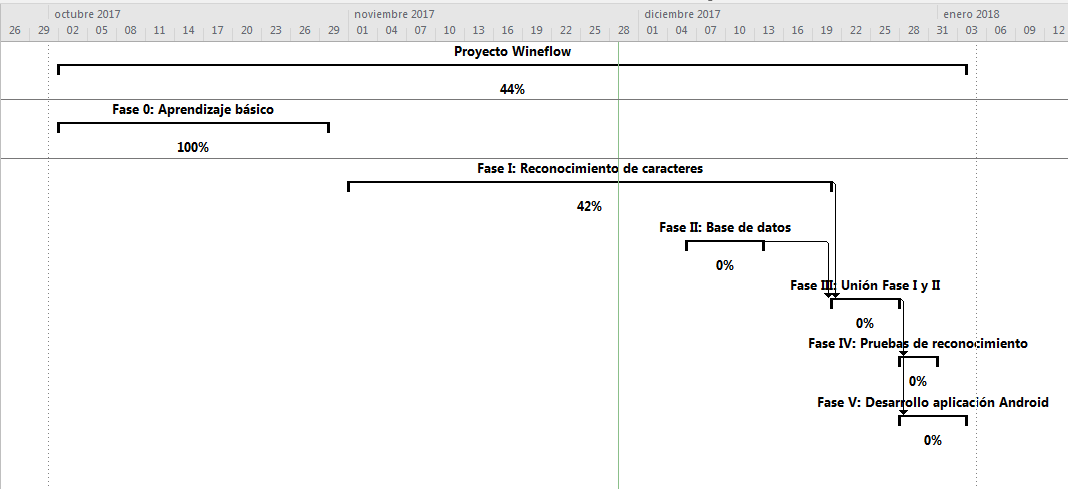 octubre 2017 noviembre 2017 diciembre 2017 enero 2018
26 29 02 05 08 11 14 17 20 23 26 29 01 04 07 10 13 16 19 22 25 28 01 04 07 10 13 16 19 22 25 28 31 03 06 09 12
Proyecto Wineflow
44%
Fase 0: Aprendizaje básico
100%
Fase I: Reconocimiento de caracteres
42%
Fase II: Base de datos
0%
Fase III: Unión Fase I y II
0%
Fase IV: Pruebas de reconocimiento
0%
Fase V: Desarrollo aplicación Android
0%